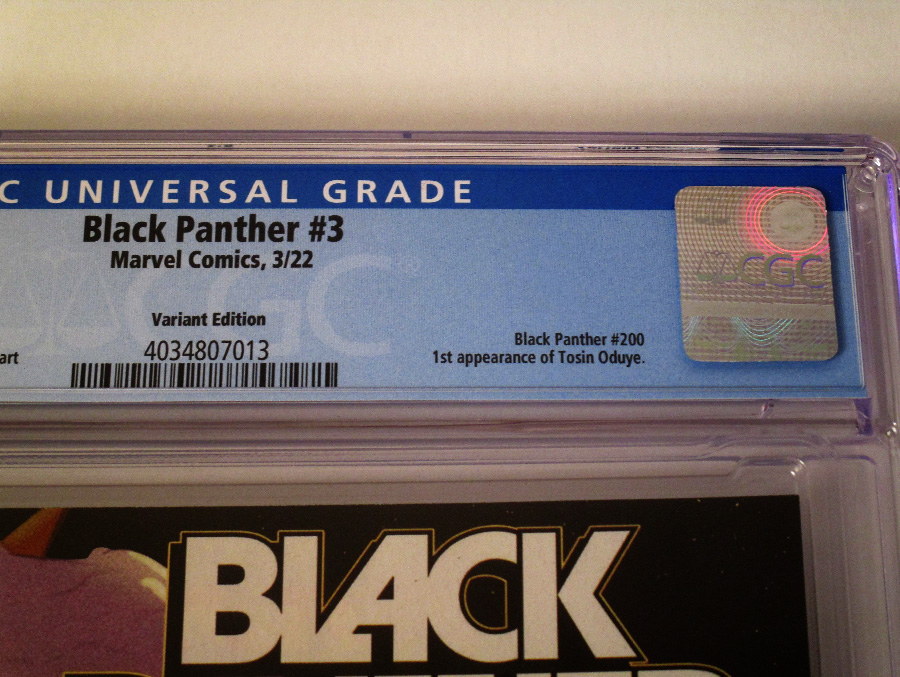 C UNIVERSAL GRADE
Black Panther #3
Marvel Comics, 3/22
CGC®
Variant Edition
art
4034807013
Black Panther #200
1st appearance of Tosin Oduye.
CGC
BLACK